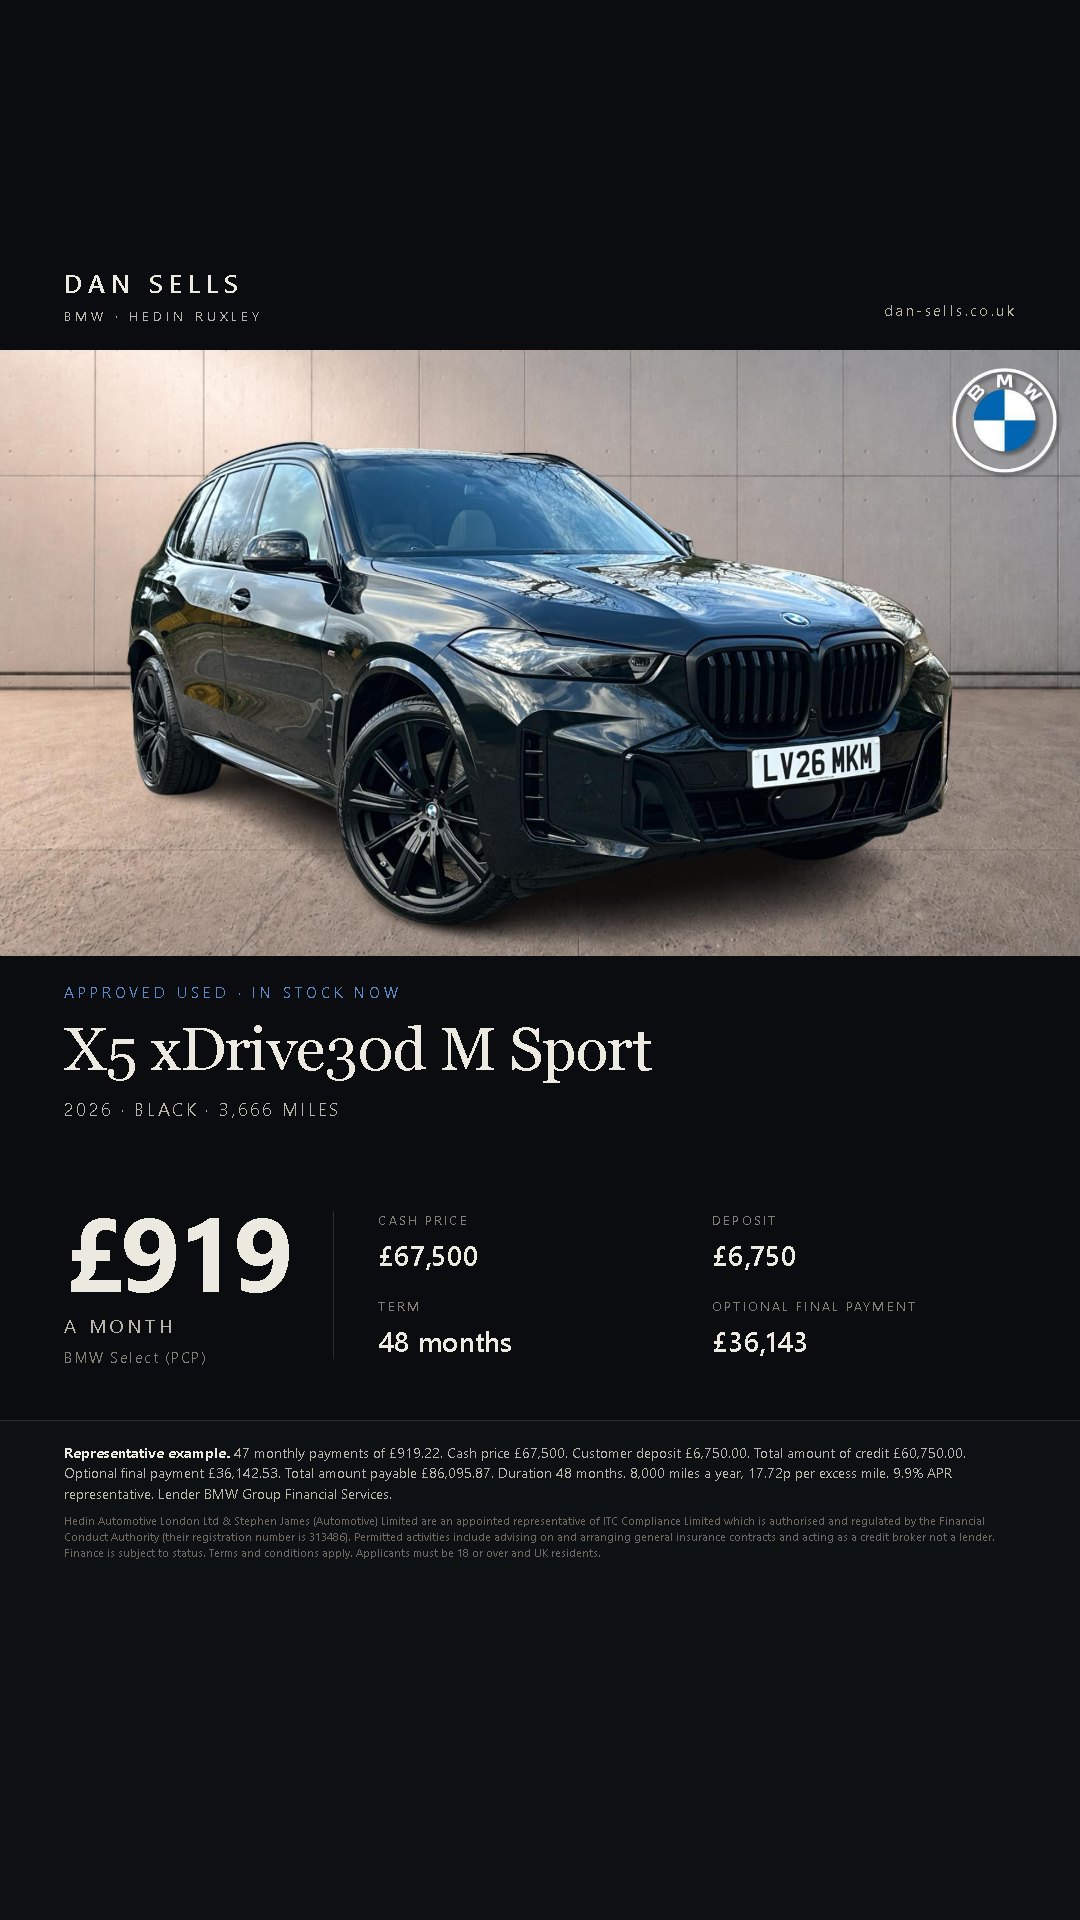 DAN SELLS
BMW · HEDIN RUXLEY
dan-sells.co.uk
BMW
LV26 MKM
APPROVED USED · IN STOCK NOW
X5 xDrive30d M Sport
2026 · BLACK · 3,666 MILES
£919
A MONTH
BMW Select (PCP)
CASH PRICE
£67,500
DEPOSIT
£6,750
TERM
48 months
OPTIONAL FINAL PAYMENT
£36,143
Representative example. 47 monthly payments of £919.22. Cash price £67,500. Customer deposit £6,750.00. Total amount of credit £60,750.00.
Optional final payment £36,142.53. Total amount payable £86,095.87. Duration 48 months. 8,000 miles a year, 17.72p per excess mile. 9.9% APR
representative. Lender BMW Group Financial Services.
Hedin Automotive London Ltd & Stephen James (Automotive) Limited are an appointed representative of ITC Compliance Limited which is authorised and regulated by the Financial
Conduct Authority (their registration number is 313486). Permitted activities include advising on and arranging general insurance contracts and acting as a credit broker not a lender.
Finance is subject to status. Terms and conditions apply. Applicants must be 18 or over and UK residents.